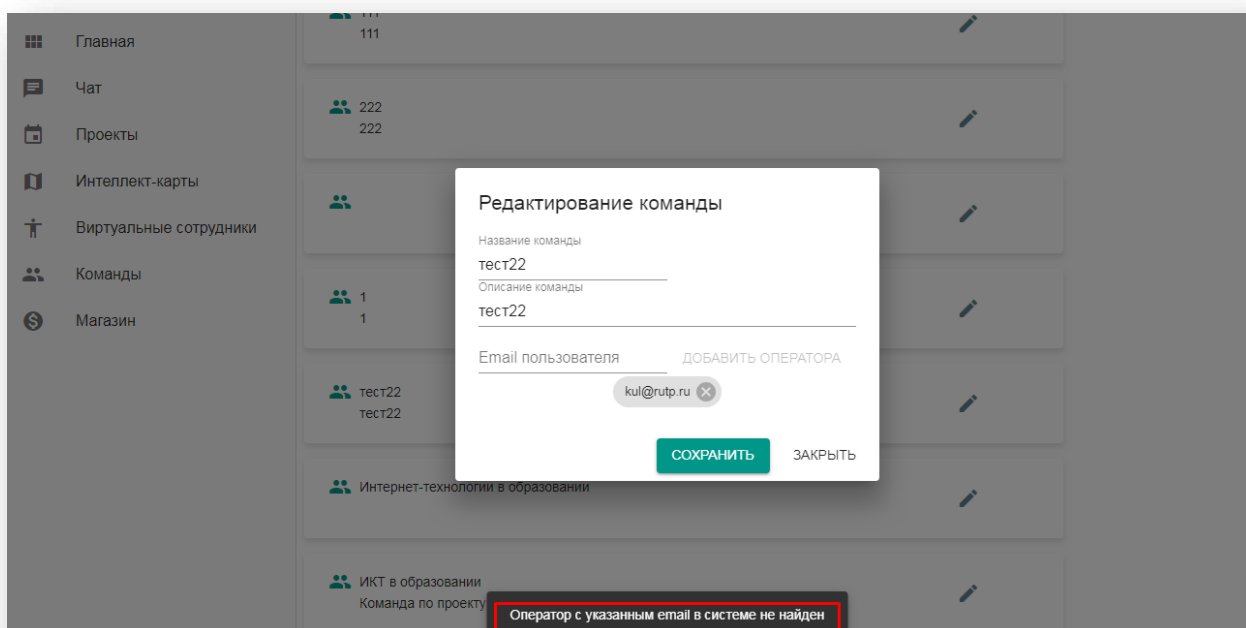 111
111
Главная
Чат
222
222
Проекты
Интеллект-карты
Виртуальные сотрудники
Команды
1
1
Магазин
Редактирование команды
Название команды
тест22
Описание команды
тест22
Email пользователя ДОБАВИТЬ ОПЕРАТОРА
kul@rutp.ru
СОХРАНИТЬ ЗАКРЫТЬ
тест22
тест22
Интернет-технологии в образовании
ИКТ в образовании
Команда по проекту
Оператор с указанным email в системе не найден